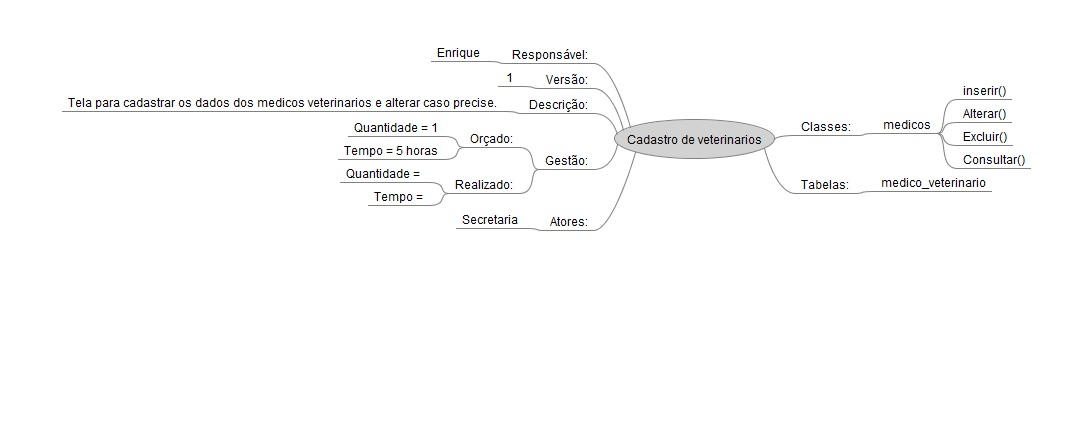 Cadastro de veterinarios
Responsável:
Enrique
Versão:
1
Descrição:
Tela para cadastrar os dados dos medicos veterinarios e alterar caso precise.
Gestão:
Orçado:
Quantidade = 1
Tempo = 5 horas
Realizado:
Quantidade =
Tempo =
Atores:
Secretaria
Classes:
medicos
inserir()
Alterar()
Excluir()
Consultar()
Tabelas:
medico_veterinario